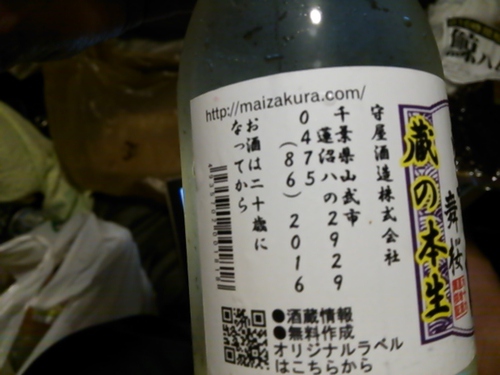 http://maizakura.com/
舞桜
蔵の本生
守屋酒造株式会社
千葉県山武市
蓮沼ハの2929
0475(86)2016
お酒は二十歳に
なってから
●酒蔵情報
●無料作成
オリジナルラベル
はこちらから